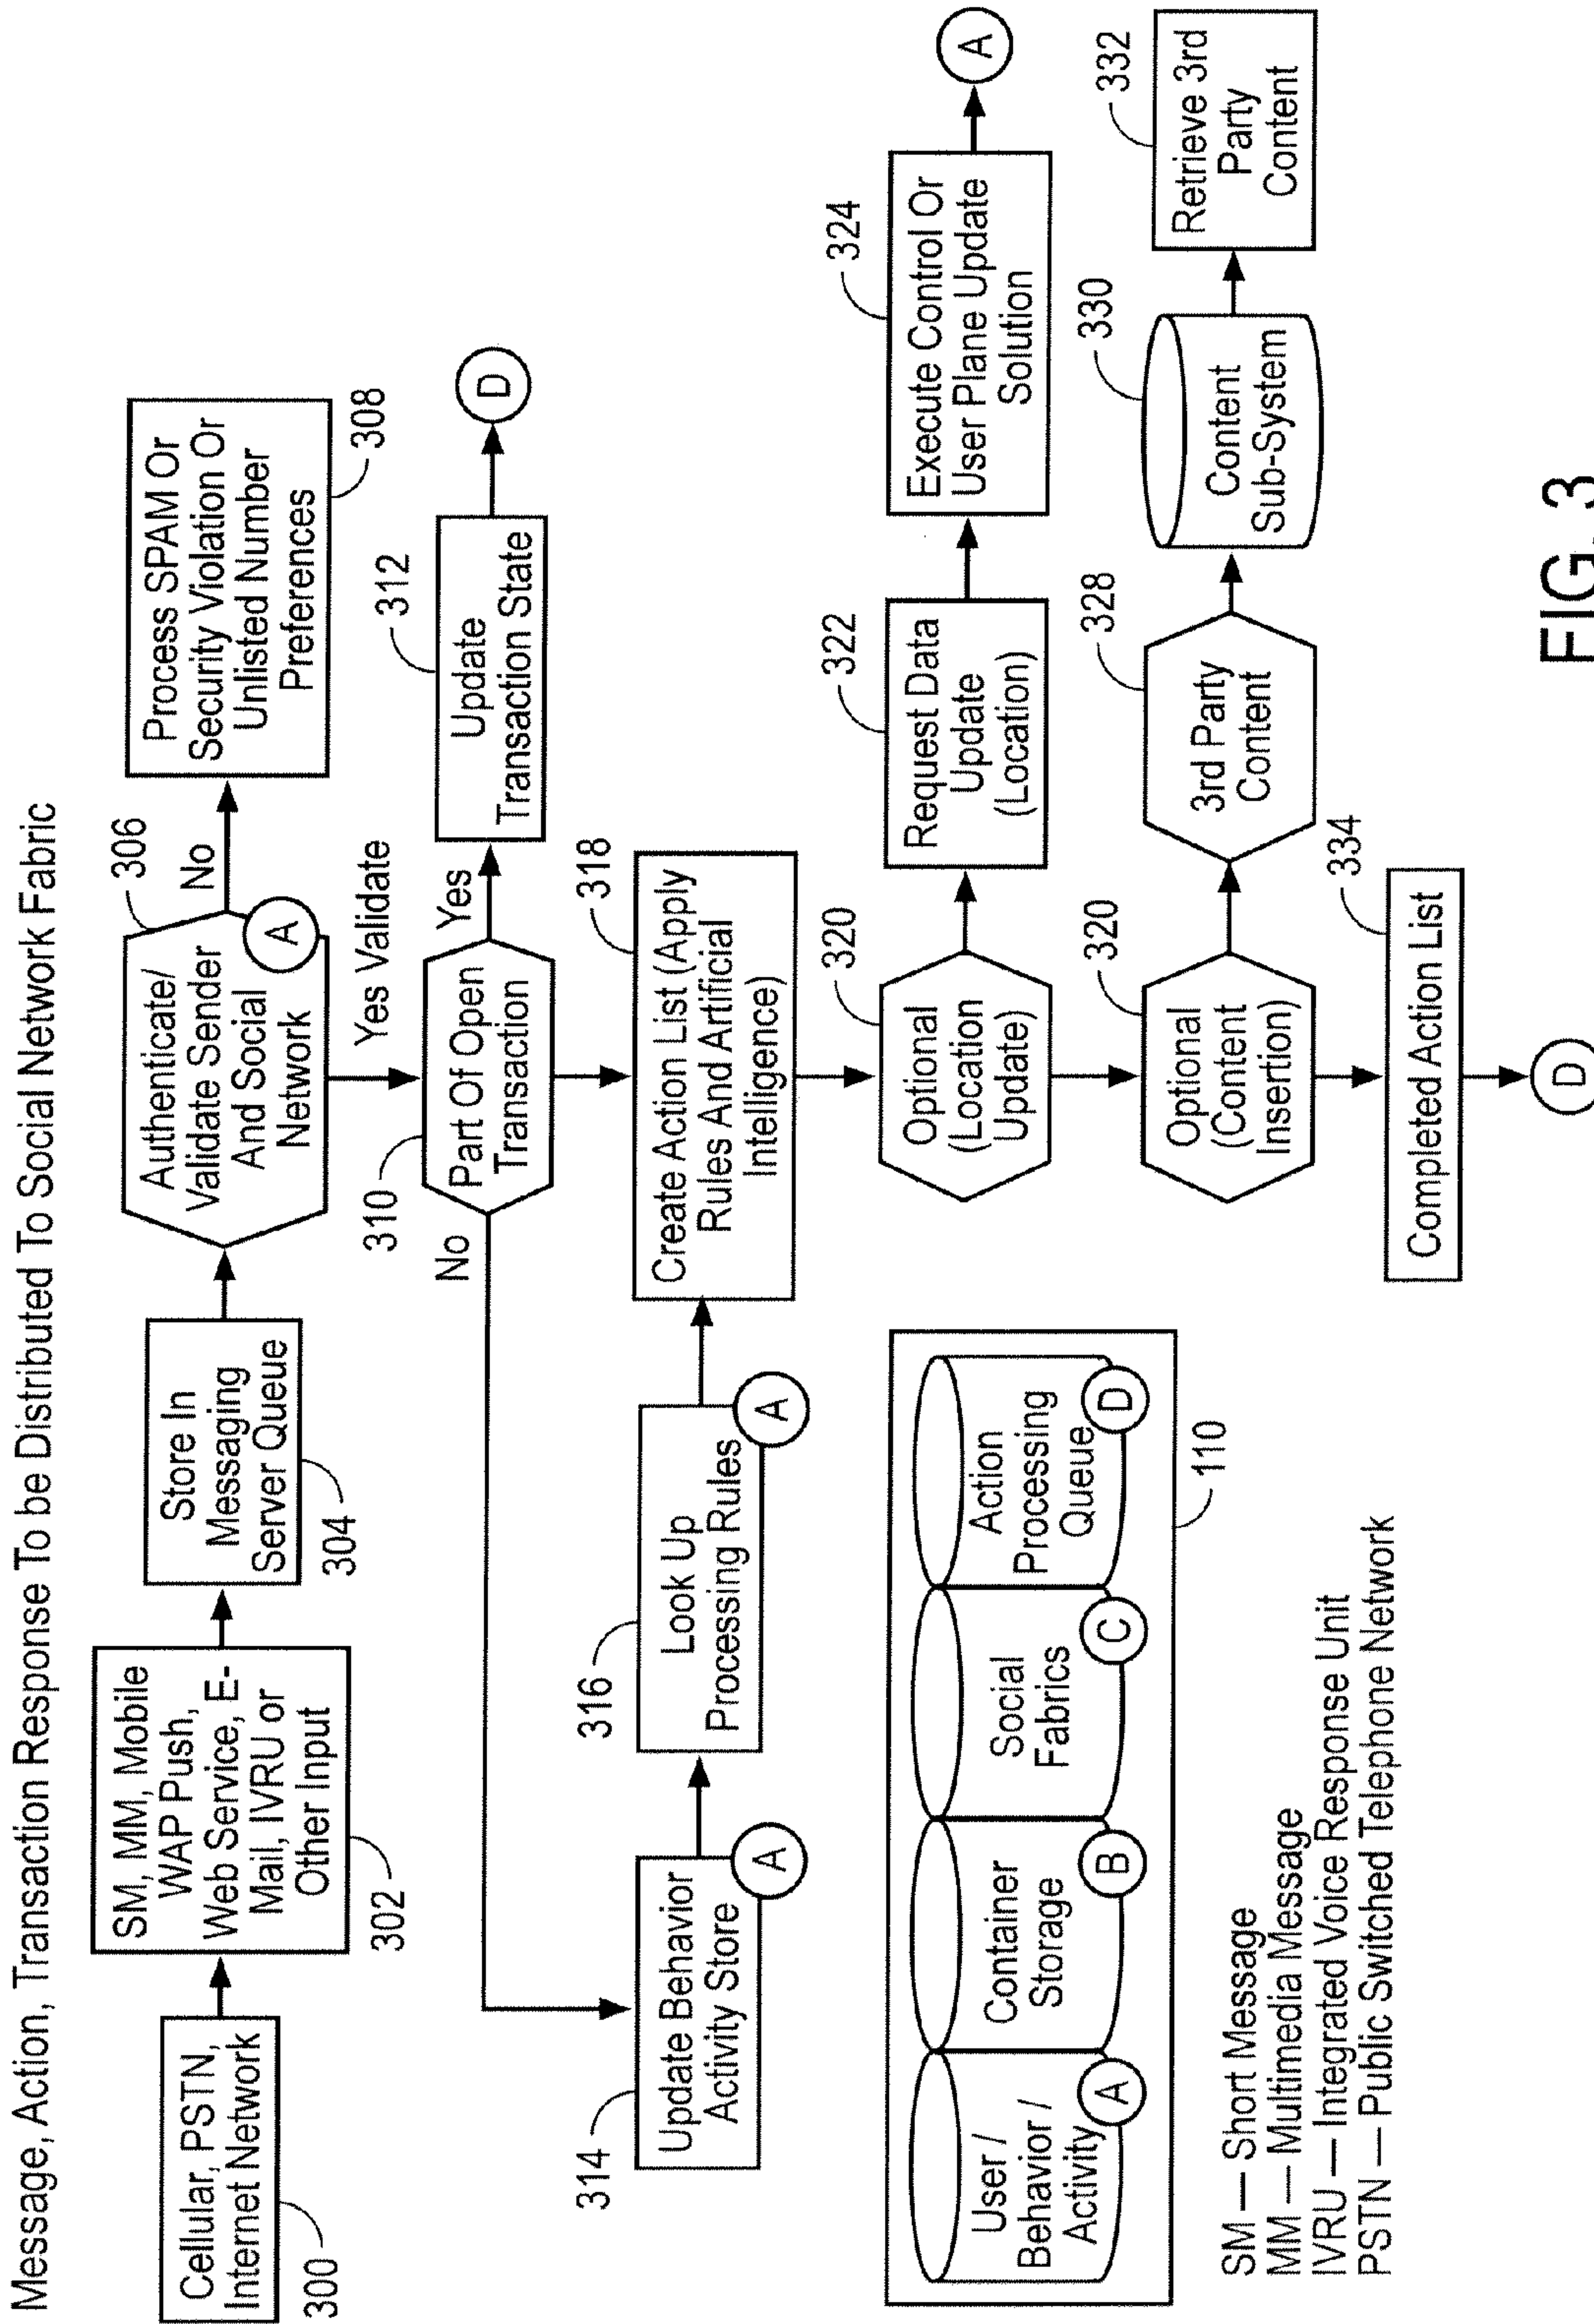 Message, Action, Transaction Response To be Distributed To Social Network Fabric
Cellular, PSTN,
Internet Network
300
SM, MM, Mobile
WAP Push,
Web Service, E-
Mail, IVRU or
Other Input
302
Store In
Messaging
Server Queue
304
Authenticate/
Validate Sender
And Social
Network
A
306
No
Process SPAM Or
Security Violation Or
Unlisted Number
Preferences
308
Yes Validate
310
Part Of Open
Transaction
No
Yes
Update
Transaction State
312
D
314
Update Behavior
Activity Store
A
316
Look Up
Processing Rules
A
Create Action List (Apply
Rules And Artificial
Intelligence)
318
Optional
(Location
Update)
320
Request Data
Update
(Location)
322
Execute Control Or
User Plane Update
Solution
324
A
Optional
(Content
Insertion)
320
3rd Party
Content
328
Content
Sub-System
330
Retrieve 3rd
Party
Content
332
Completed Action List
334
D
User /
Behavior /
Activity
A
Container
Storage
B
Social
Fabrics
C
Action
Processing
Queue
D
110
SM — Short Message
MM — Multimedia Message
IVRU — Integrated Voice Response Unit
PSTN — Public Switched Telephone Network
FIG. 3